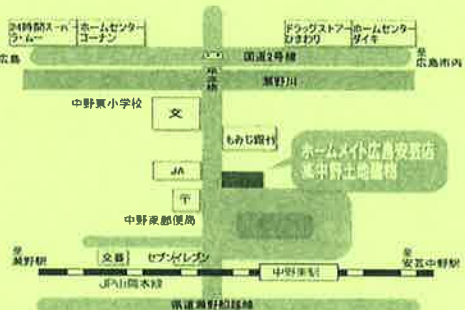 24時間スーパー
ラ・ムー
ホームセンター
コーナン
ドラッグストアー
ひまわり
ホームセンター
ダイキ
至
広島
国道2号線
至
広島市内
瀬野川
中野東小学校
文
もみじ銀行
ホームメイト広島安芸店
㈱中野土地建物
JA
〒
中野東郵便局
至
瀬野駅
交番
セブンイレブン
中野東駅
至
安芸中野駅
JR山陽本線
県道瀬野船越線